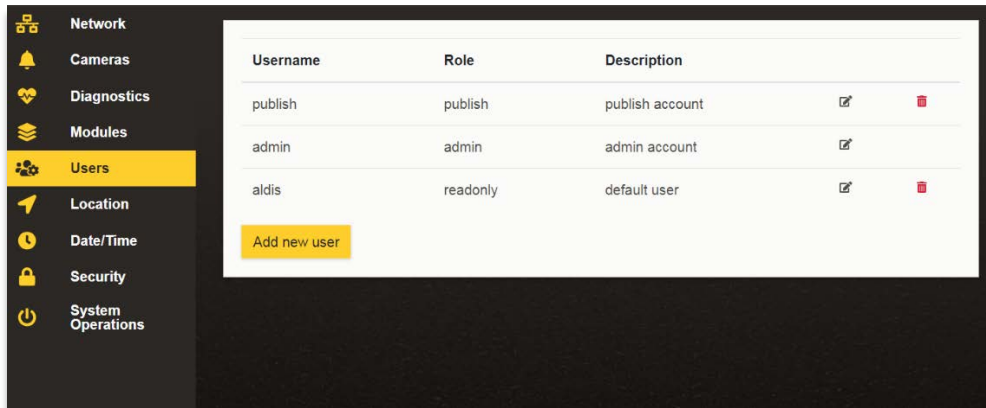 Network
Cameras
Diagnostics
Modules
Users
Location
Date/Time
Security
System
Operations
Username Role Description
publish publish publish account
admin admin admin account
aldis readonly default user
Add new user